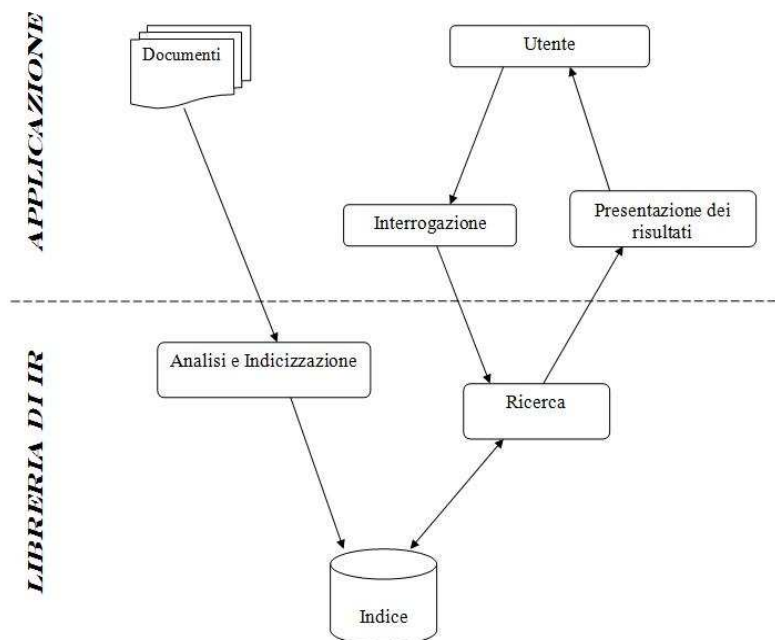 APPLICAZIONE
Documenti
Utente
Interrogazione
Presentazione dei
risultati
LIBRERIA DI IR
Analisi e Indicizzazione
Ricerca
Indice